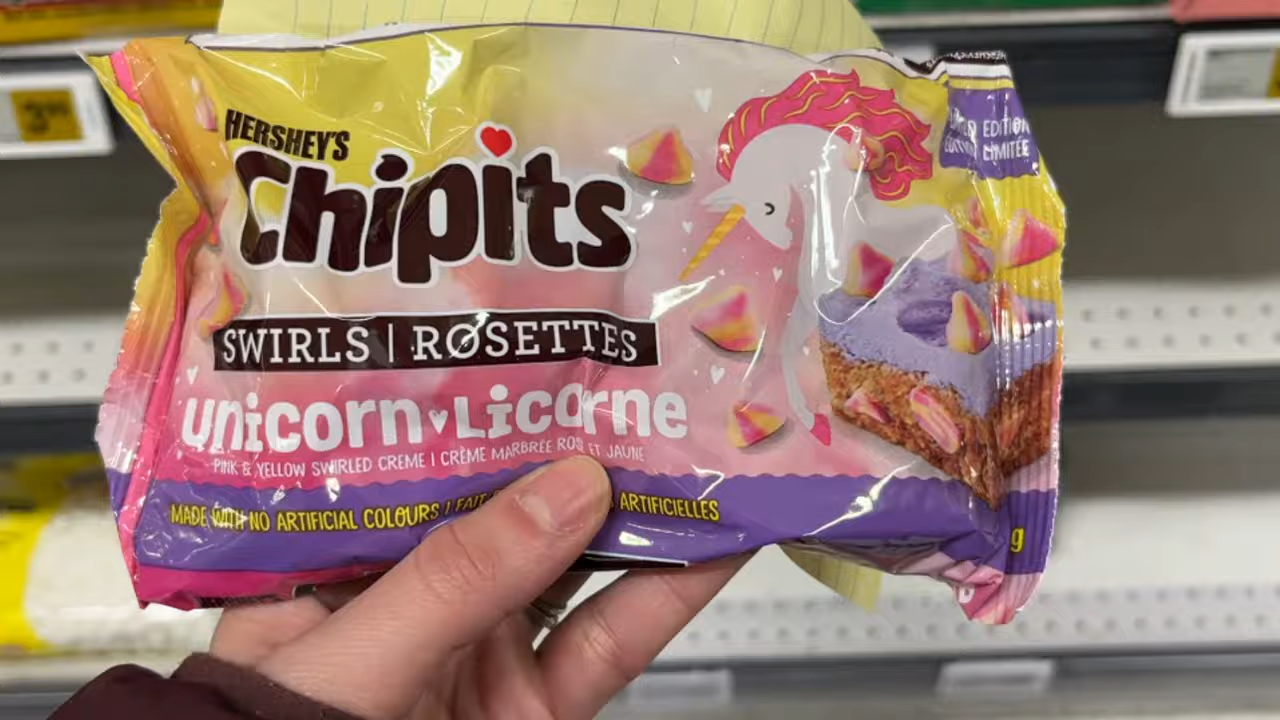 HERSHEY'S
Chipits
SWIRLS | ROSETTES
unicorn Licorne
PINK & YELLOW SWIRLED CREME | CRÈME MARBRÉE ROSE ET JAUNE
MADE WITH NO ARTIFICIAL COLOURS | FAIT ARTIFICIELLES
EDITION
LIMITÉE
g